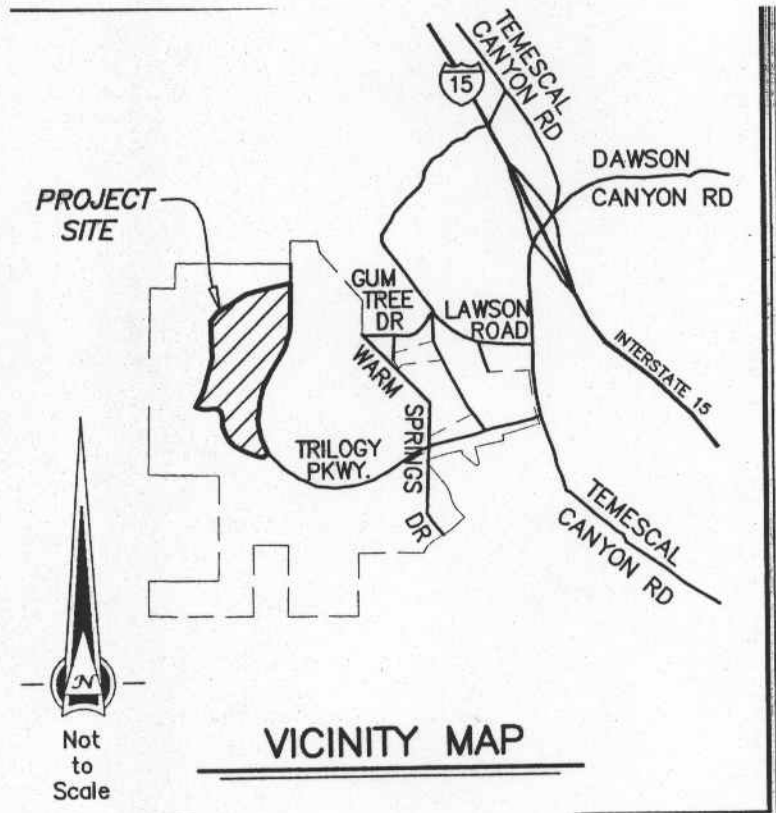 TEMESCAL
CANYON RD
15
DAWSON
CANYON RD
PROJECT
SITE
GUM
TREE
DR
LAWSON
ROAD
WARM
SPRINGS
DR
INTERSTATE 15
TRILOGY
PKWY.
TEMESCAL
CANYON RD
N
Not
to
Scale
VICINITY MAP